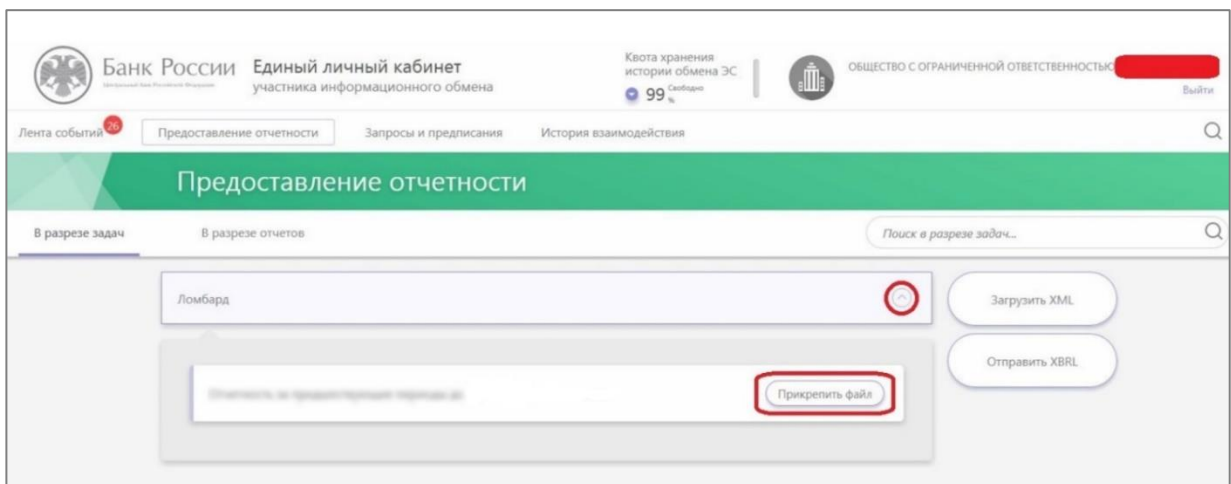 Банк России
Единый личный кабинет
участника информационного обмена
Квота хранения
истории обмена ЭС
99 % Свободно
ОБЩЕСТВО С ОГРАНИЧЕННОЙ ОТВЕТСТВЕННОСТЬЮ
Выйти
Лента событий 26 Предоставление отчетности Запросы и предписания История взаимодействия
Предоставление отчетности
В разрезе задач В разрезе отчетов Поиск в разрезе задач...
Ломбард
Загрузить XML
Отправить XBRL
Прикрепить файл